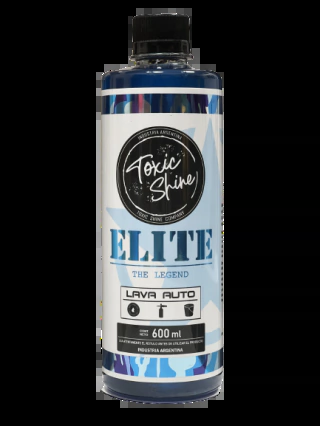 INDUSTRIA ARGENTINA
Toxic
Shine
TOXIC SHINE COMPANY
ELITE
THE LEGEND
LAVA AUTO
600 ml
INDUSTRIA ARGENTINA